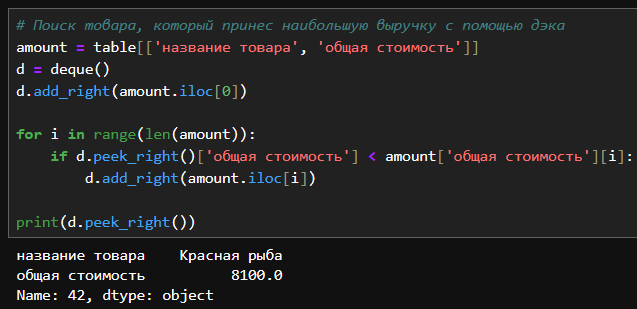 # Поиск товара, который принес наибольшую выручку с помощью дэка
amount = table[['название товара', 'общая стоимость']]
d = deque()
d.add_right(amount.iloc[0])
for i in range(len(amount)):
    if d.peek_right()['общая стоимость'] < amount['общая стоимость'][i]:
        d.add_right(amount.iloc[i])
print(d.peek_right())
название товара    Красная рыба
общая стоимость          8100.0
Name: 42, dtype: object